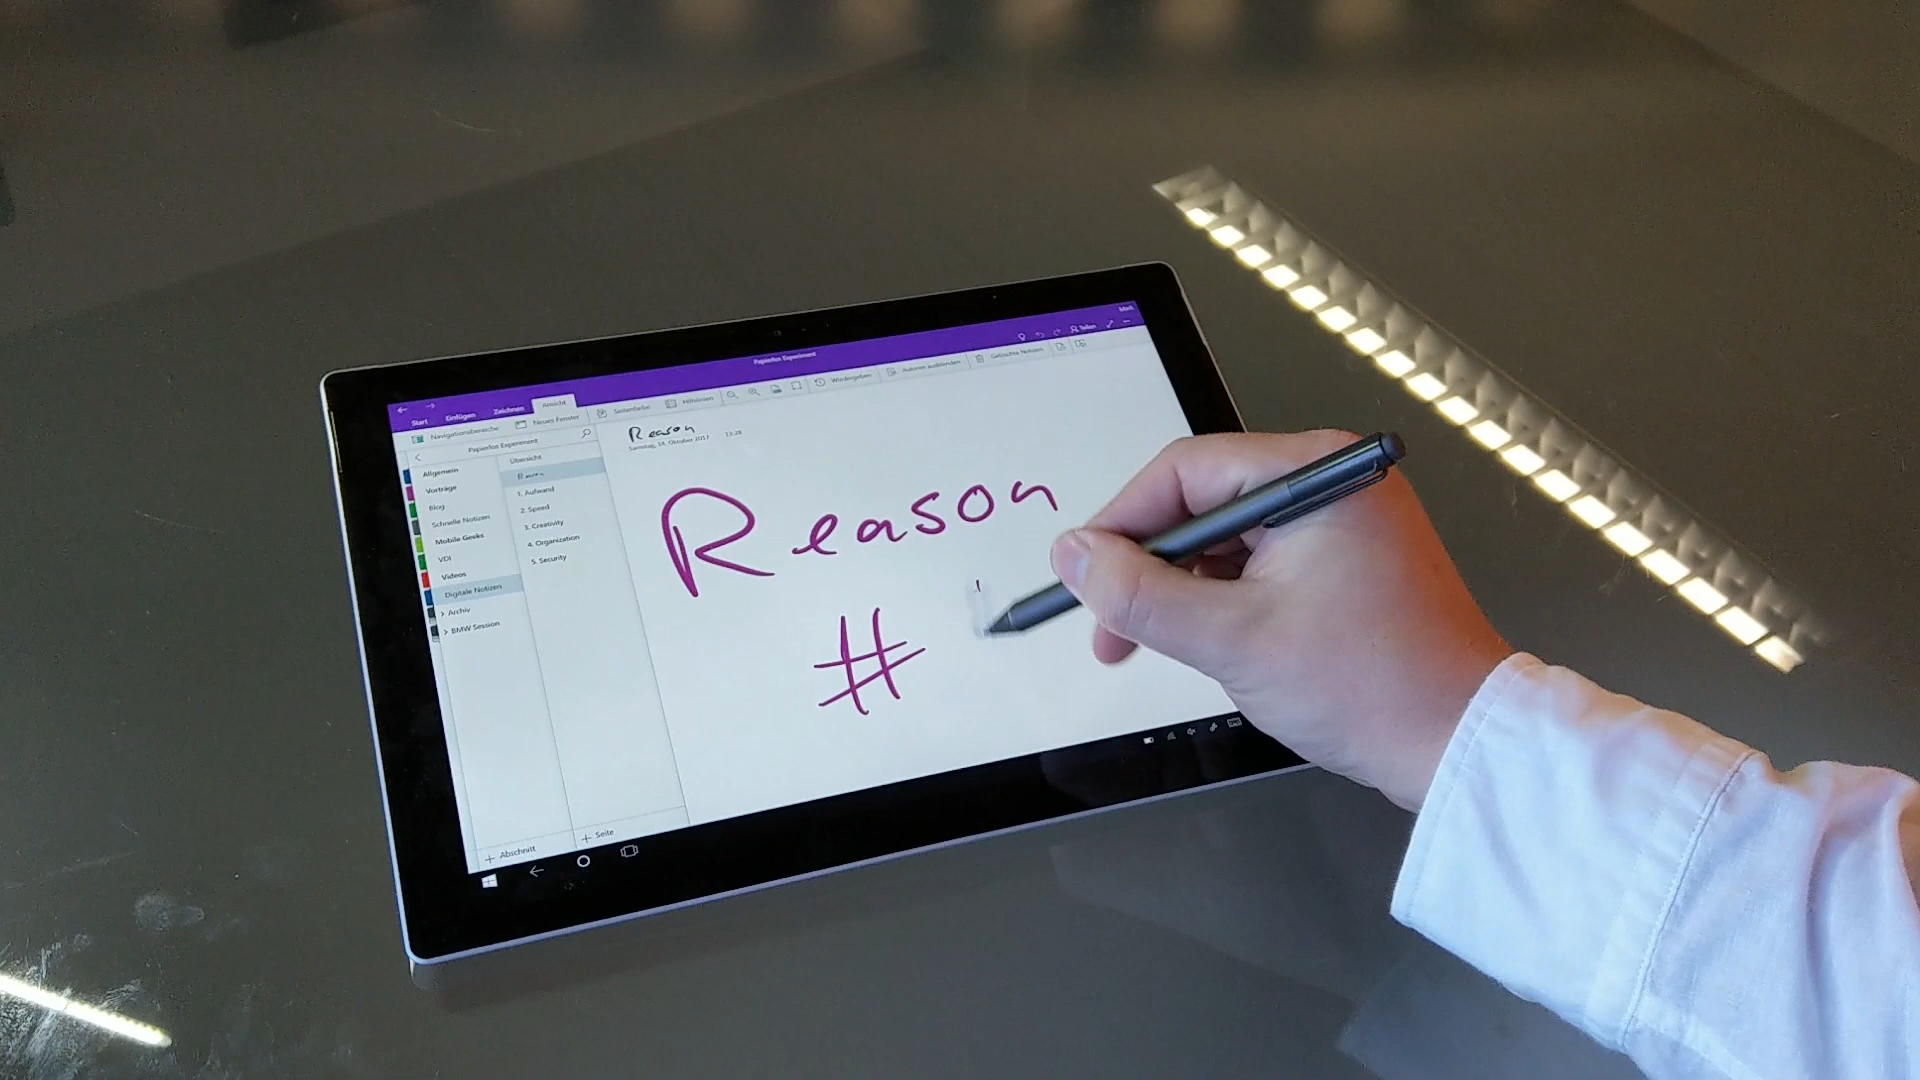 Mark
Papierlos Experiment
Teilen
Start Einfügen Zeichnen Ansicht
Navigationsbereiche Neues Fenster Seitenfarbe Hilfslinien Wiedergeben Autoren ausblenden Gelöschte Notizen
Papierlos Experiment
Allgemein
Vorträge
Blog
Schnelle Notizen
Mobile Geeks
VDI
Videos
Digitale Notizen
Archiv
BMW Session
+ Abschnitt
Übersicht
Reason
1. Aufwand
2. Speed
3. Creativity
4. Organization
5. Security
+ Seite
Reason
Samstag, 14. Oktober 2017 13:28
Reason
#